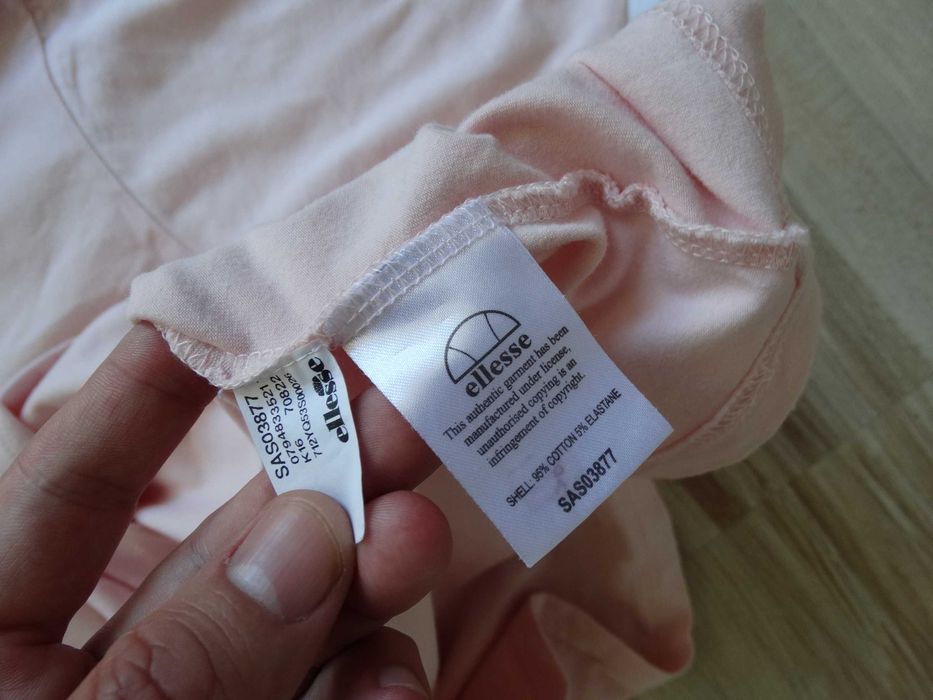 ellesse
This authentic garment has been
manufactured under license,
unauthorised copying is an
infringement of copyright.
SHELL: 95% COTTON 5% ELASTANE
SAS03877
ellesse
70822
K16
SAS03877